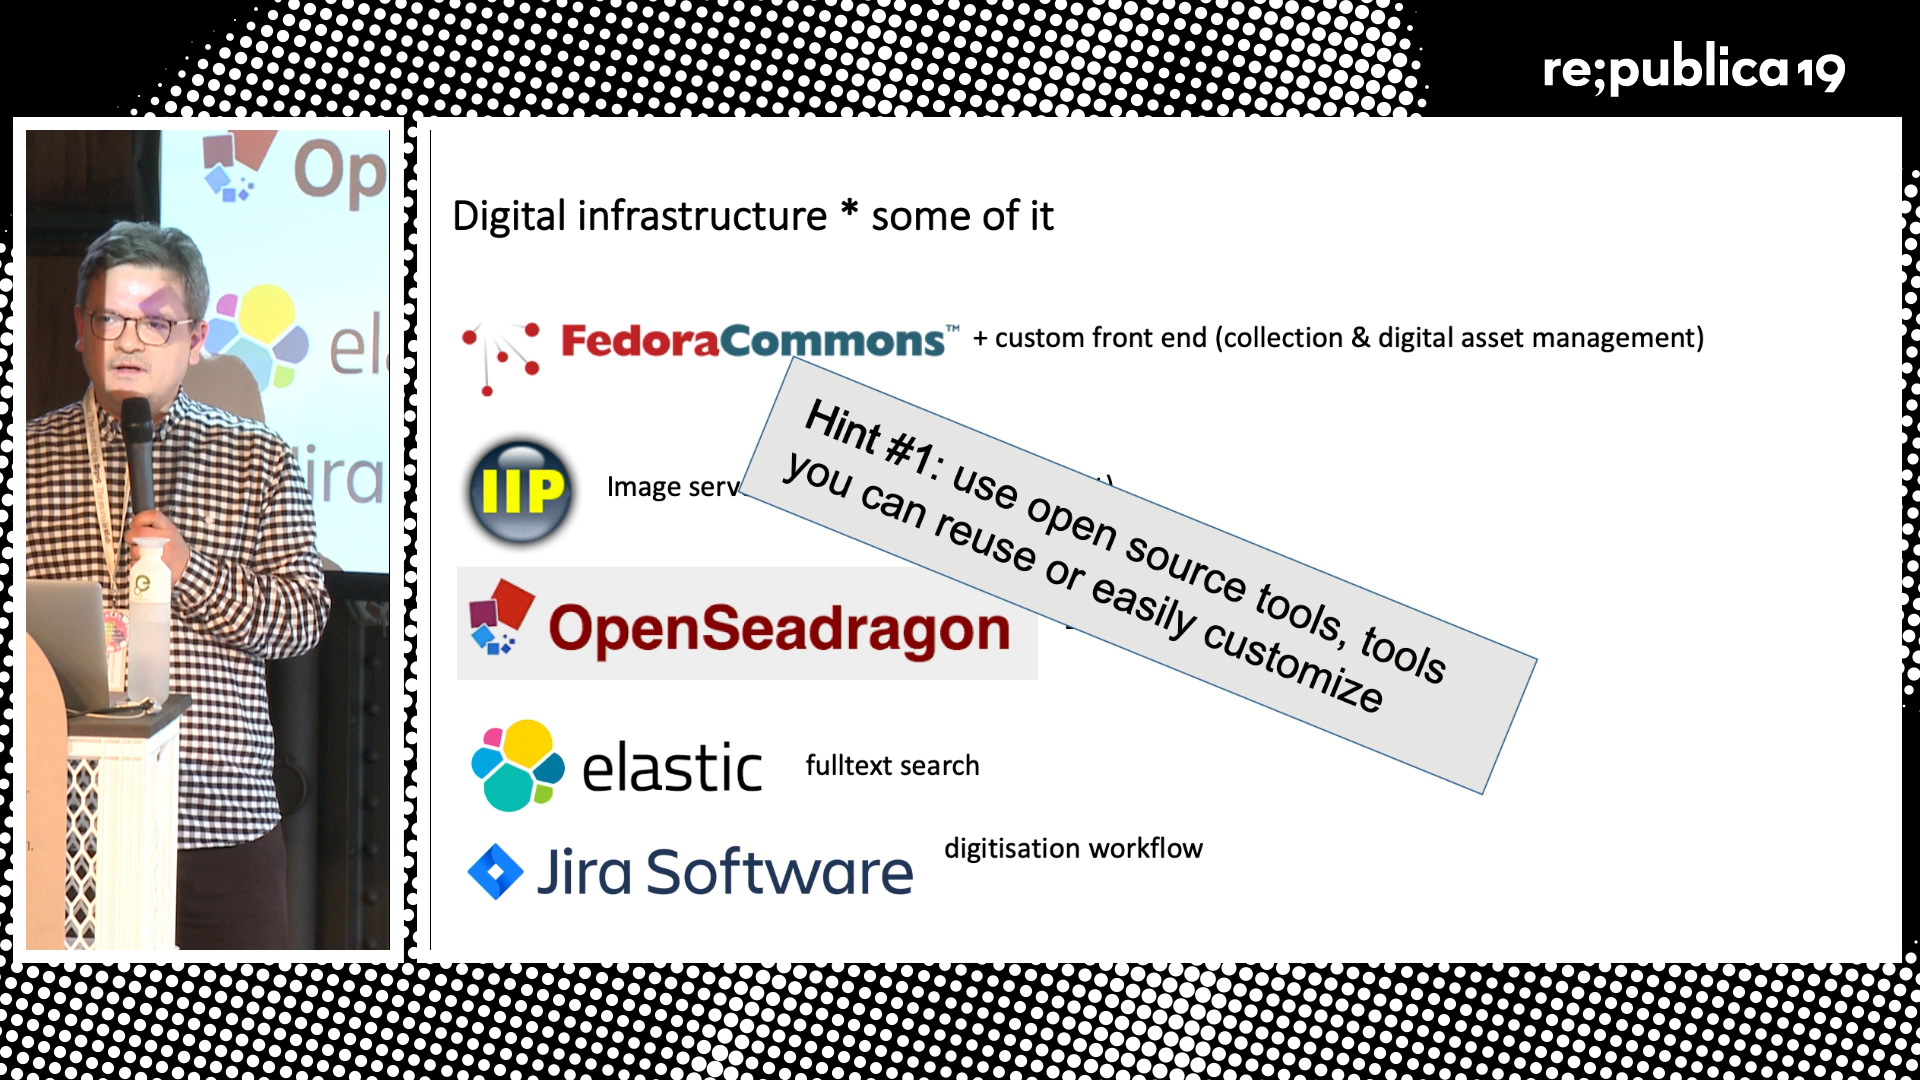 re;publica 19
Op
el
Jira
Digital infrastructure * some of it
FedoraCommons™ + custom front end (collection & digital asset management)
IIP Image serv
Hint #1: use open source tools, tools
you can reuse or easily customize
OpenSeadragon
elastic fulltext search
Jira Software digitisation workflow